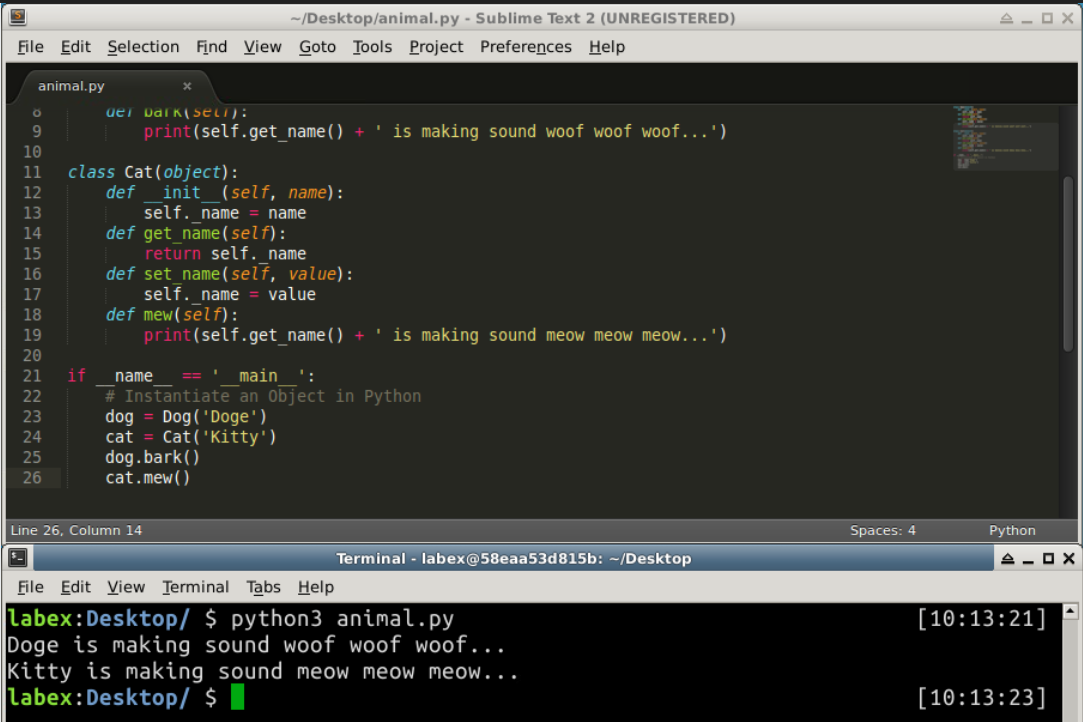 ~/Desktop/animal.py - Sublime Text 2 (UNREGISTERED)
File Edit Selection Find View Goto Tools Project Preferences Help
animal.py ×
8 def bark(self):
9 print(self.get_name() + ' is making sound woof woof woof...')
10
11 class Cat(object):
12 def __init__(self, name):
13 self._name = name
14 def get_name(self):
15 return self._name
16 def set_name(self, value):
17 self._name = value
18 def mew(self):
19 print(self.get_name() + ' is making sound meow meow meow...')
20
21 if __name__ == '__main__':
22 # Instantiate an Object in Python
23 dog = Dog('Doge')
24 cat = Cat('Kitty')
25 dog.bark()
26 cat.mew()
Line 26, Column 14 Spaces: 4 Python
Terminal - labex@58eaa53d815b: ~/Desktop
File Edit View Terminal Tabs Help
labex:Desktop/ $ python3 animal.py [10:13:21]
Doge is making sound woof woof woof...
Kitty is making sound meow meow meow...
labex:Desktop/ $ [10:13:23]